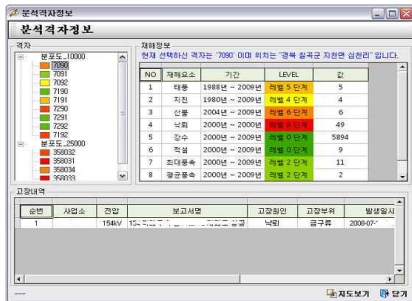 분석격자정보
분석격자정보
격자
분포도_10000
7090
7091
7092
7190
7191
7290
7291
7292
7192
분포도_25000
358032
358031
358034
358033
재해정보
현재 선택하신 격자는 '7090' 이며 위치는 '경북 칠곡군 지천면 심천리' 입니다.
NO 재해요소 기간 LEVEL 값
1 태풍 1988년 ~ 2009년 레벨 5 단계 5
2 지진 1980년 ~ 2009년 레벨 4 단계 4
3 산불 2004년 ~ 2009년 레벨 6 단계 6
4 낙뢰 2000년 ~ 2009년 49
5 강수 2000년 ~ 2009년 레벨 0 단계 5894
6 적설 2000년 ~ 2009년 레벨 0 단계 9
7 최대풍속 2000년 ~ 2009년 레벨 2 단계 11
8 평균풍속 2000년 ~ 2009년 레벨 2 단계 2
고장내역
순번 사업소 전압 보고서명 고장원인 고장부위 발생일시
1 154kV 낙뢰 금구류 2008-07-
지도보기 닫기